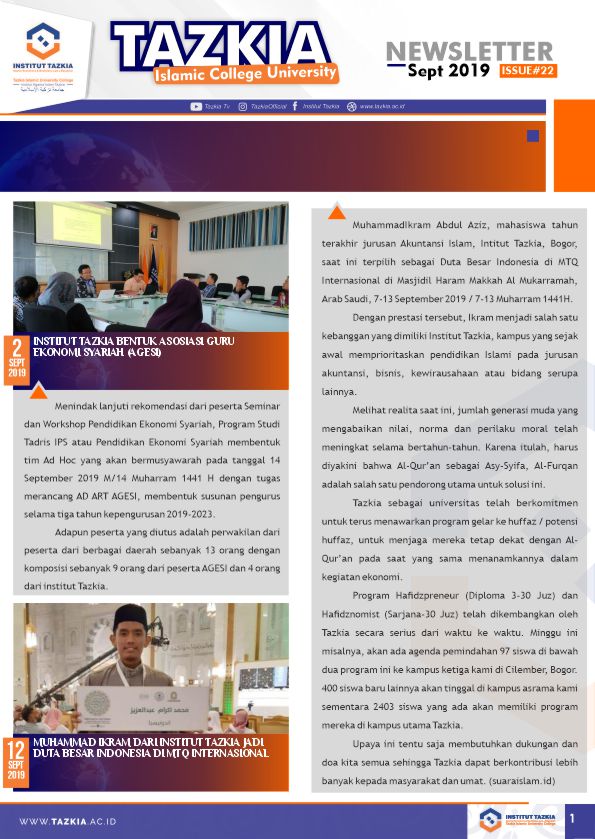 INSTITUT TAZKIA
Tazkia Islamic University College
TAZKIA
Islamic College University
NEWSLETTER
Sept 2019 ISSUE#22
Tazkia Tv TazkiaOfficial Institut Tazkia www.tazkia.ac.id
2
SEPT
2019
INSTITUT TAZKIA BENTUK ASOSIASI GURU
EKONOMI SYARIAH (AGESI)
Menindak lanjuti rekomendasi dari peserta Seminar
dan Workshop Pendidikan Ekonomi Syariah, Program Studi
Tadris IPS atau Pendidikan Ekonomi Syariah membentuk
tim Ad Hoc yang akan bermusyawarah pada tanggal 14
September 2019 M/14 Muharram 1441 H dengan tugas
merancang AD ART AGESI, membentuk susunan pengurus
selama tiga tahun kepengurusan 2019-2023.
Adapun peserta yang diutus adalah perwakilan dari
peserta dari berbagai daerah sebanyak 13 orang dengan
komposisi sebanyak 9 orang dari peserta AGESI dan 4 orang
dari institut Tazkia.
محمد اكرام عبدالعزيز
اندونيسيا
12
SEPT
2019
MUHAMMAD IKRAM, DARI INSTITUT TAZKIA JADI
DUTA BESAR INDONESIA DI MTQ INTERNASIONAL
MuhammadIkram Abdul Aziz, mahasiswa tahun
terakhir jurusan Akuntansi Islam, Intitut Tazkia, Bogor,
saat ini terpilih sebagai Duta Besar Indonesia di MTQ
Internasional di Masjidil Haram Makkah Al Mukarramah,
Arab Saudi, 7-13 September 2019 / 7-13 Muharram 1441H.
Dengan prestasi tersebut, Ikram menjadi salah satu
kebanggan yang dimiliki Institut Tazkia, kampus yang sejak
awal memprioritaskan pendidikan Islami pada jurusan
akuntansi, bisnis, kewirausahaan atau bidang serupa
lainnya.
Melihat realita saat ini, jumlah generasi muda yang
mengabaikan nilai, norma dan perilaku moral telah
meningkat selama bertahun-tahun. Karena itulah, harus
diyakini bahwa Al-Qur’an sebagai Asy-Syifa, Al-Furqan
adalah salah satu pendorong utama untuk solusi ini.
Tazkia sebagai universitas telah berkomitmen
untuk terus menawarkan program gelar ke huffaz / potensi
huffaz, untuk menjaga mereka tetap dekat dengan Al-
Qur’an pada saat yang sama menanamkannya dalam
kegiatan ekonomi.
Program Hafidzpreneur (Diploma 3-30 Juz) dan
Hafidznomist (Sarjana-30 Juz) telah dikembangkan oleh
Tazkia secara serius dari waktu ke waktu. Minggu ini
misalnya, akan ada agenda pemindahan 97 siswa di bawah
dua program ini ke kampus ketiga kami di Cilember, Bogor.
400 siswa baru lainnya akan tinggal di kampus asrama kami
sementara 2403 siswa yang ada akan memiliki program
mereka di kampus utama Tazkia.
Upaya ini tentu saja membutuhkan dukungan dan
doa kita semua sehingga Tazkia dapat berkontribusi lebih
banyak kepada masyarakat dan umat. (suaraislam.id)
WWW.TAZKIA.AC.ID
INSTITUT TAZKIA
Tazkia Islamic University College
1